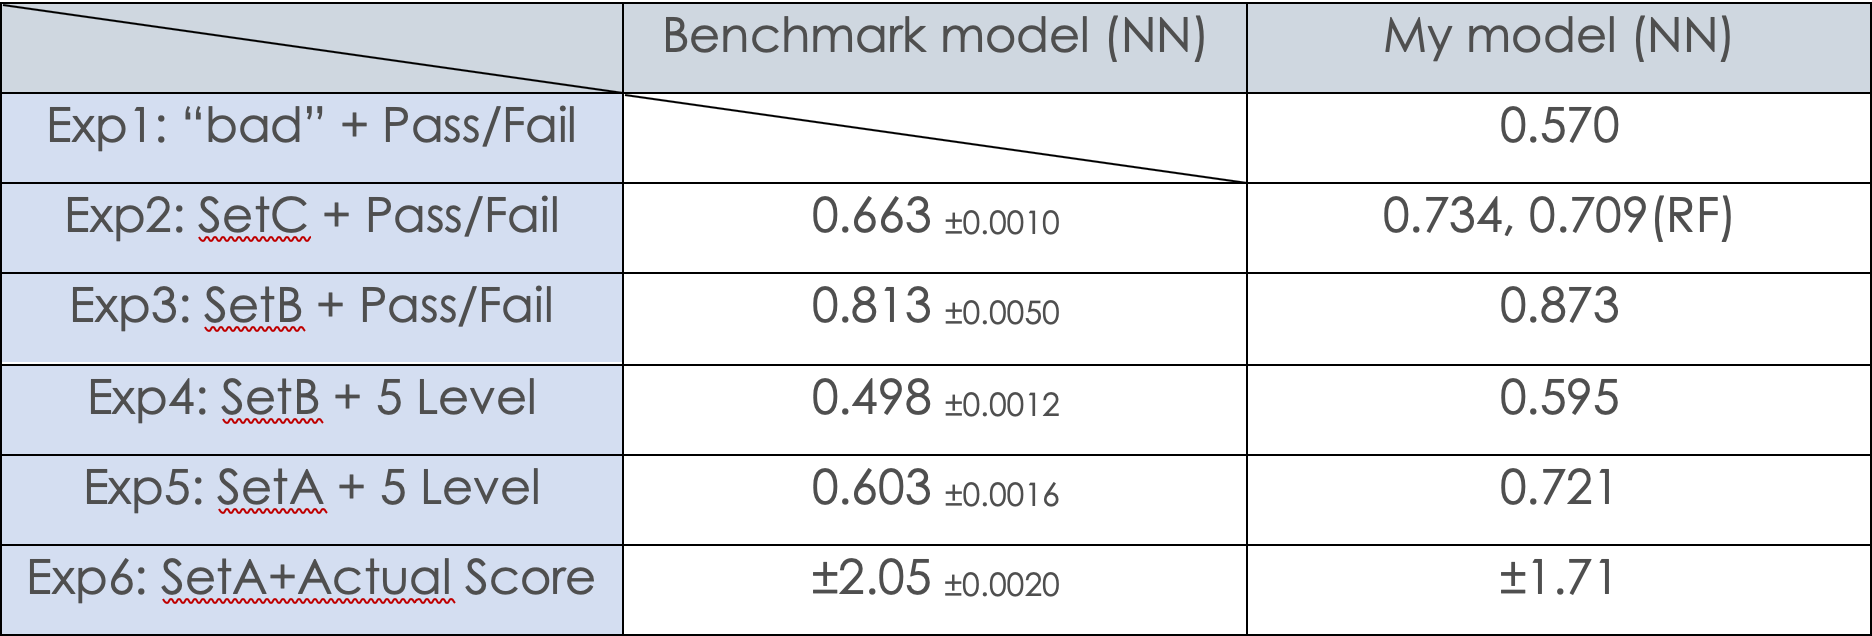 Benchmark model (NN) My model (NN)
Exp1: “bad” + Pass/Fail 0.570
Exp2: SetC + Pass/Fail 0.663 ±0.0010 0.734, 0.709(RF)
Exp3: SetB + Pass/Fail 0.813 ±0.0050 0.873
Exp4: SetB + 5 Level 0.498 ±0.0012 0.595
Exp5: SetA + 5 Level 0.603 ±0.0016 0.721
Exp6: SetA+Actual Score ±2.05 ±0.0020 ±1.71